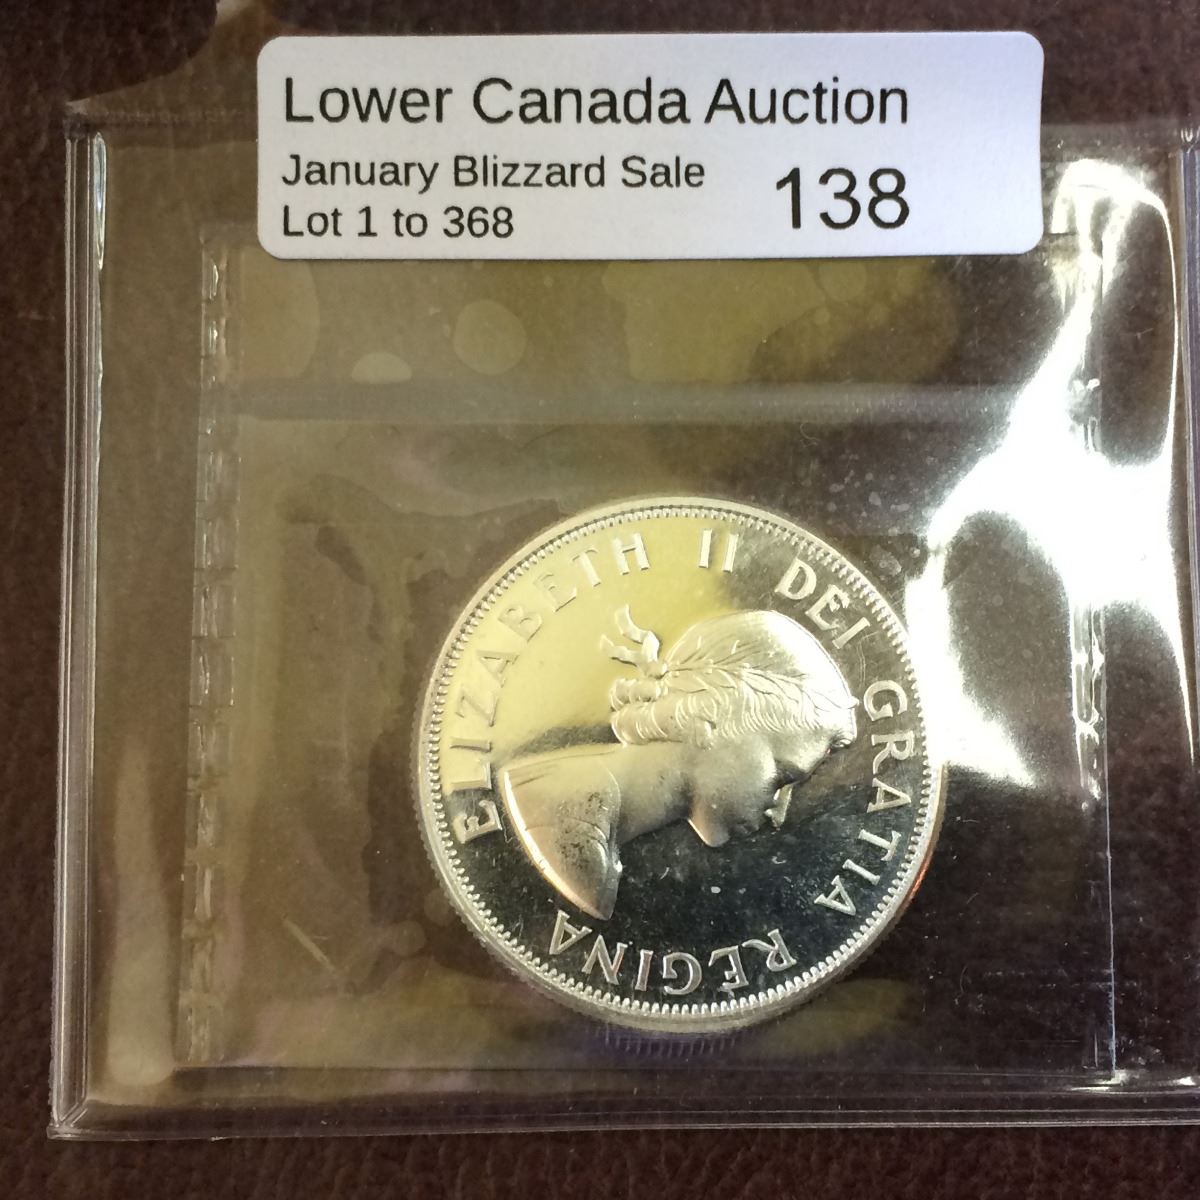 Lower Canada Auction
January Blizzard Sale
Lot 1 to 368
138
ELIZABETH II DEI GRATIA REGINA